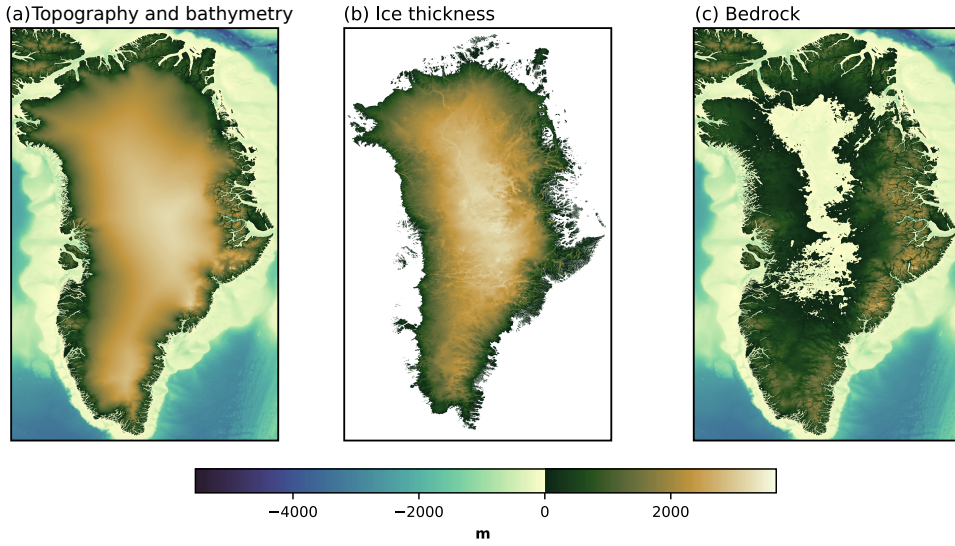 (a)Topography and bathymetry
(b) Ice thickness
(c) Bedrock
−4000
−2000
0
2000
m